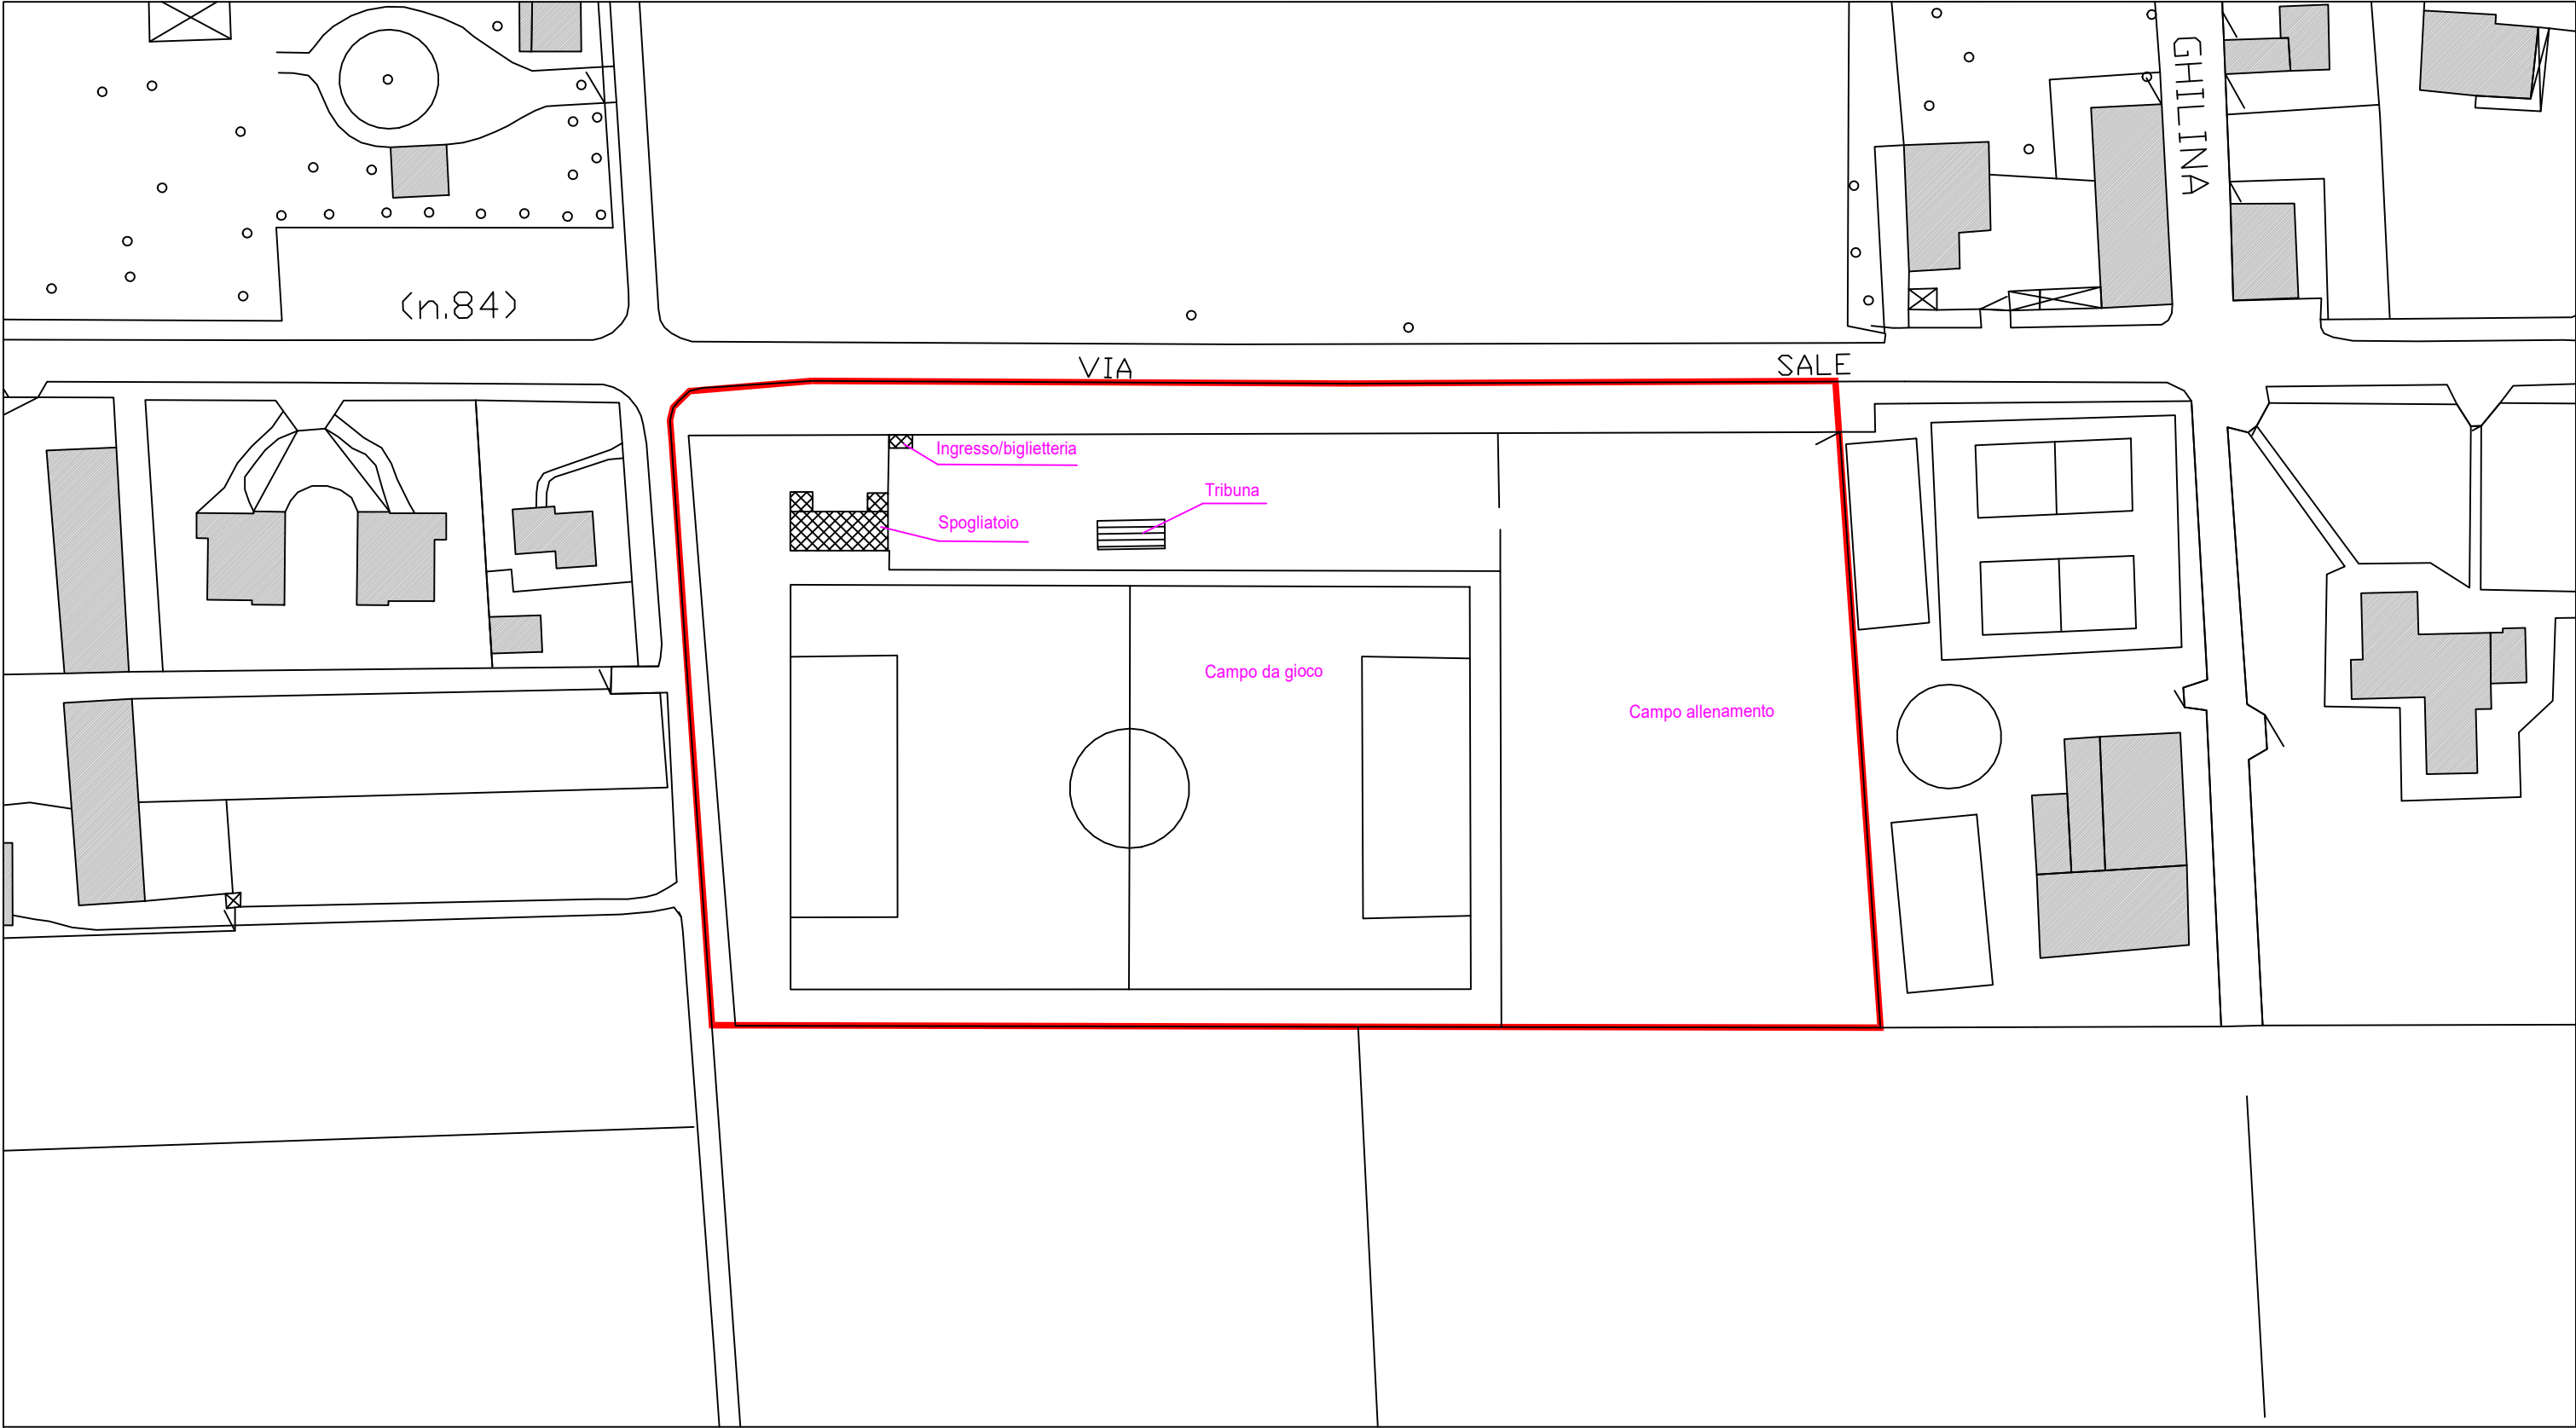 GHILINA
(n.84)
VIA SALE
Ingresso/biglietteria
Tribuna
Spogliatoio
Campo da gioco
Campo allenamento